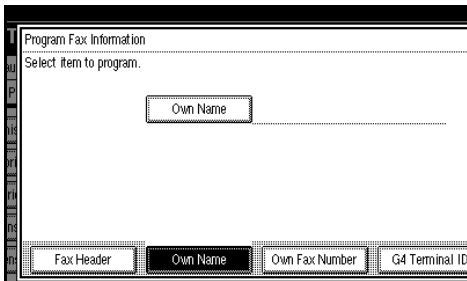 Program Fax Information
Select item to program.
Own Name
Fax Header
Own Name
Own Fax Number
G4 Terminal ID